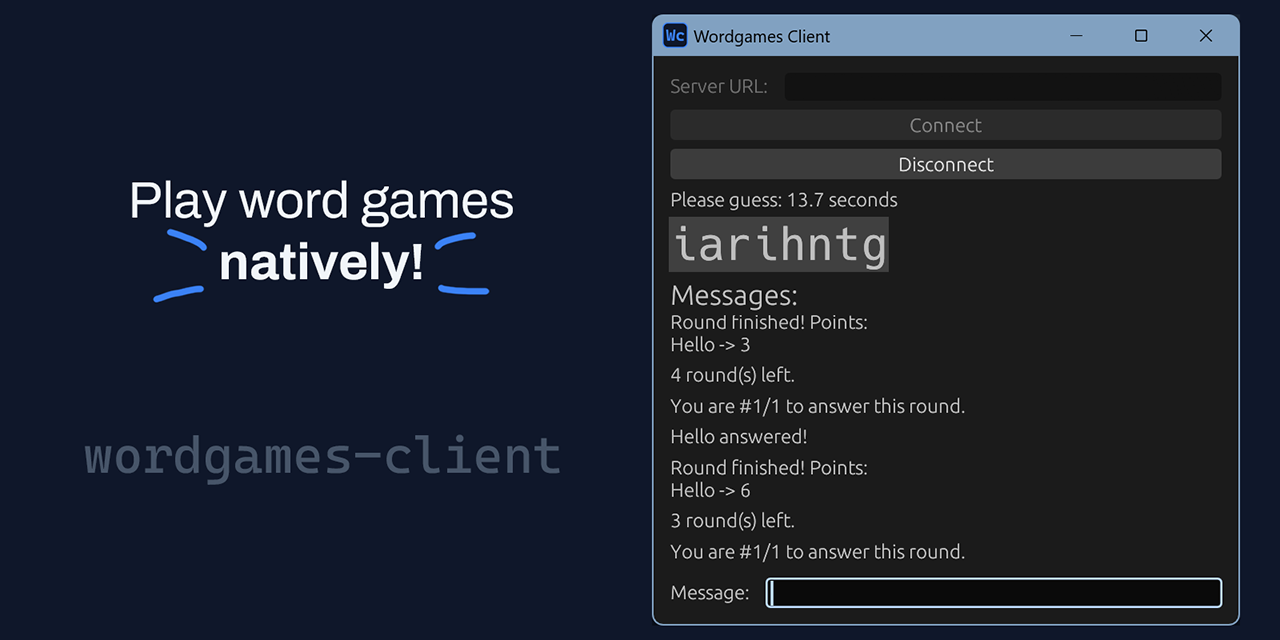 Play word games
natively!
wordgames-client
Wc Wordgames Client
Server URL:
Connect
Disconnect
Please guess: 13.7 seconds
iarihntg
Messages:
Round finished! Points:
Hello -> 3
4 round(s) left.
You are #1/1 to answer this round.
Hello answered!
Round finished! Points:
Hello -> 6
3 round(s) left.
You are #1/1 to answer this round.
Message: